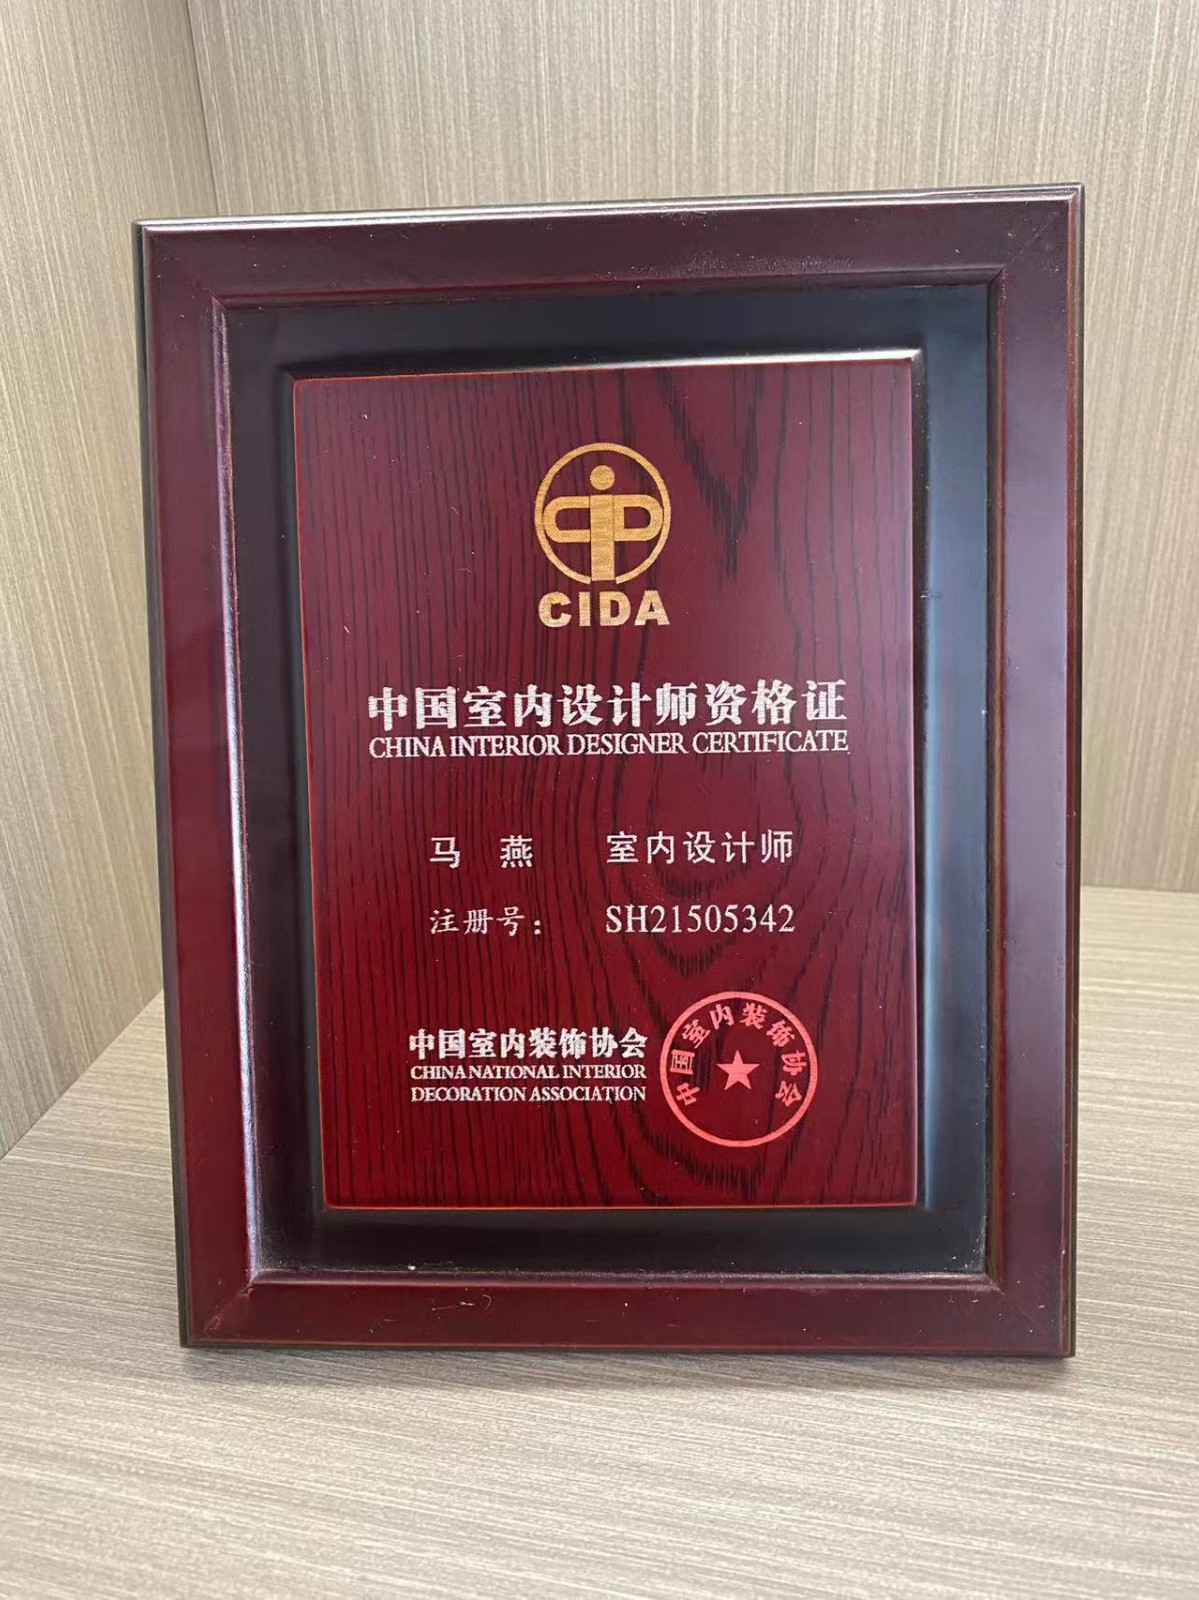 CIDA
中国室内设计师资格证
CHINA INTERIOR DESIGNER CERTIFICATE
马 燕 室内设计师
注册号： SH21505342
中国室内装饰协会
CHINA NATIONAL INTERIOR
DECORATION ASSOCIATION
中国室内装饰协会